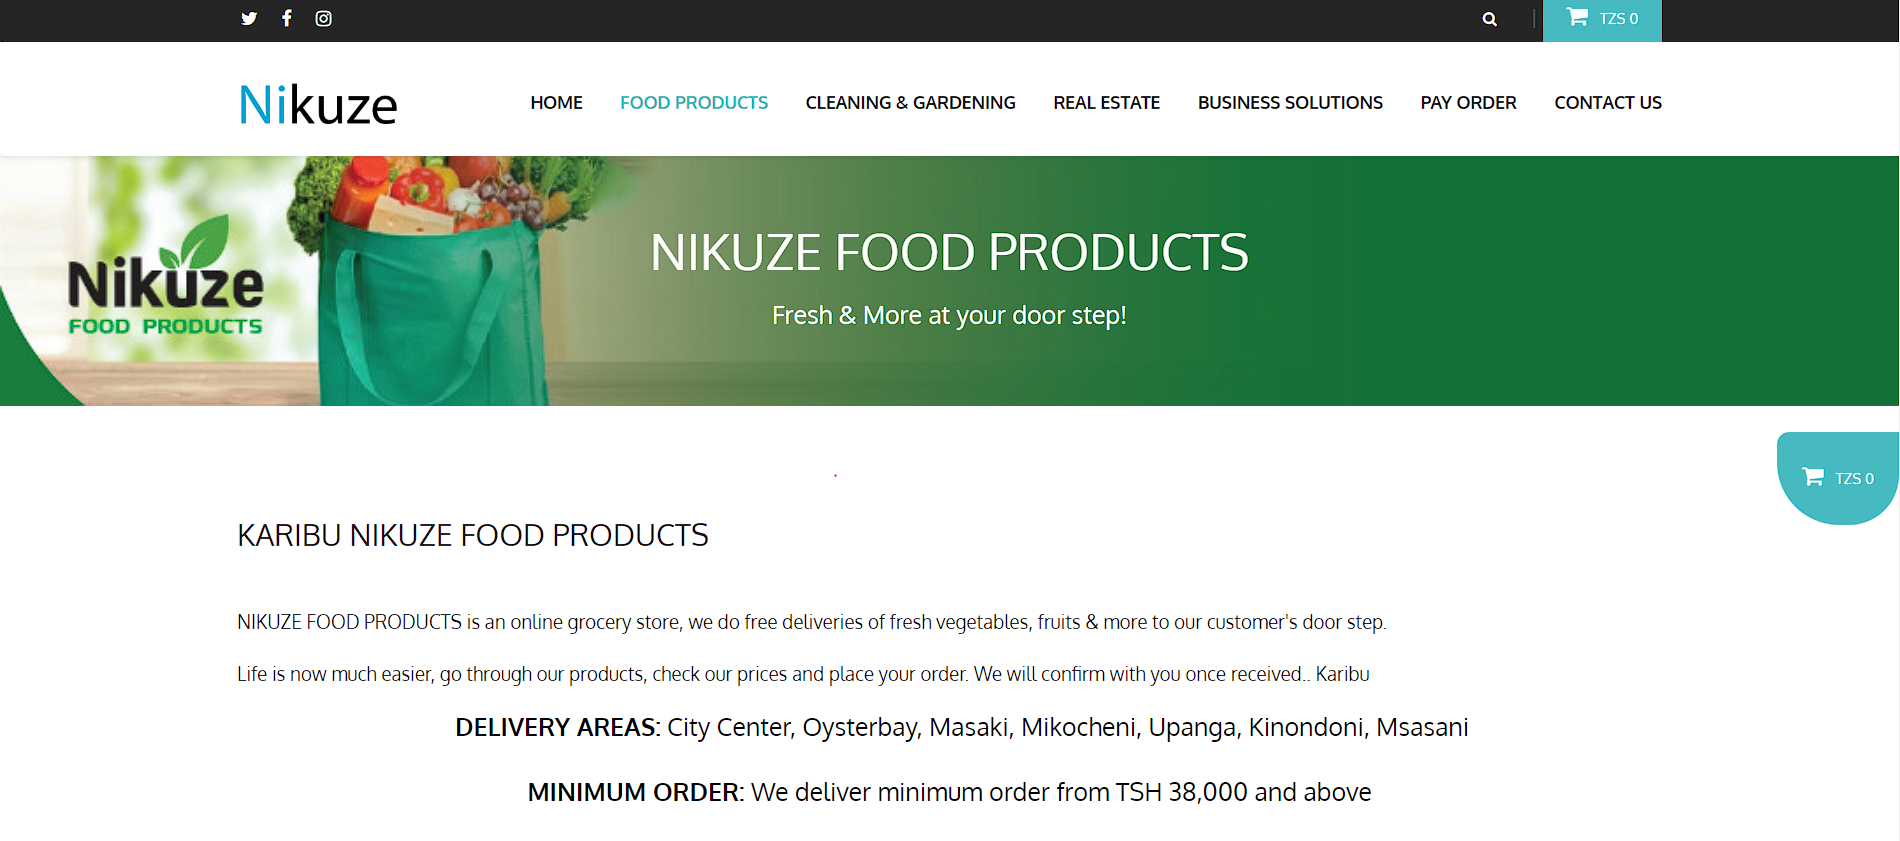 TZS 0
Nikuze
HOME FOOD PRODUCTS CLEANING & GARDENING REAL ESTATE BUSINESS SOLUTIONS PAY ORDER CONTACT US
Nikuze
FOOD PRODUCTS
NIKUZE FOOD PRODUCTS
Fresh & More at your door step!
TZS 0
KARIBU NIKUZE FOOD PRODUCTS
NIKUZE FOOD PRODUCTS is an online grocery store, we do free deliveries of fresh vegetables, fruits & more to our customer's door step.
Life is now much easier, go through our products, check our prices and place your order. We will confirm with you once received.. Karibu
DELIVERY AREAS: City Center, Oysterbay, Masaki, Mikocheni, Upanga, Kinondoni, Msasani
MINIMUM ORDER: We deliver minimum order from TSH 38,000 and above